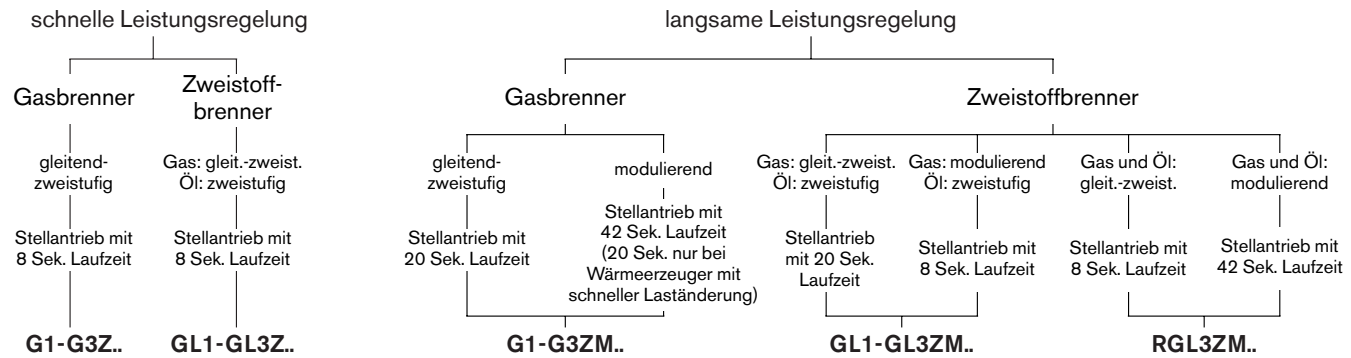 schnelle Leistungsregelung
Gasbrenner
Zweistoff-
brenner
gleitend-
zweistufig
Gas: gleit.-zweist.
Öl: zweistufig
Stellantrieb mit
8 Sek. Laufzeit
Stellantrieb mit
8 Sek. Laufzeit
G1-G3Z..
GL1-GL3Z..
langsame Leistungsregelung
Gasbrenner
Zweistoffbrenner
gleitend-
zweistufig
modulierend
Gas: gleit.-zweist.
Öl: zweistufig
Gas: modulierend
Öl: zweistufig
Gas und Öl:
gleit.-zweist.
Gas und Öl:
modulierend
Stellantrieb mit
20 Sek. Laufzeit
Stellantrieb mit
42 Sek. Laufzeit
(20 Sek. nur bei
Wärmeerzeuger mit
schneller Laständerung)
Stellantrieb
mit 20 Sek.
Laufzeit
Stellantrieb mit
8 Sek. Laufzeit
Stellantrieb mit
8 Sek. Laufzeit
Stellantrieb mit
42 Sek. Laufzeit
G1-G3ZM..
GL1-GL3ZM..
RGL3ZM..